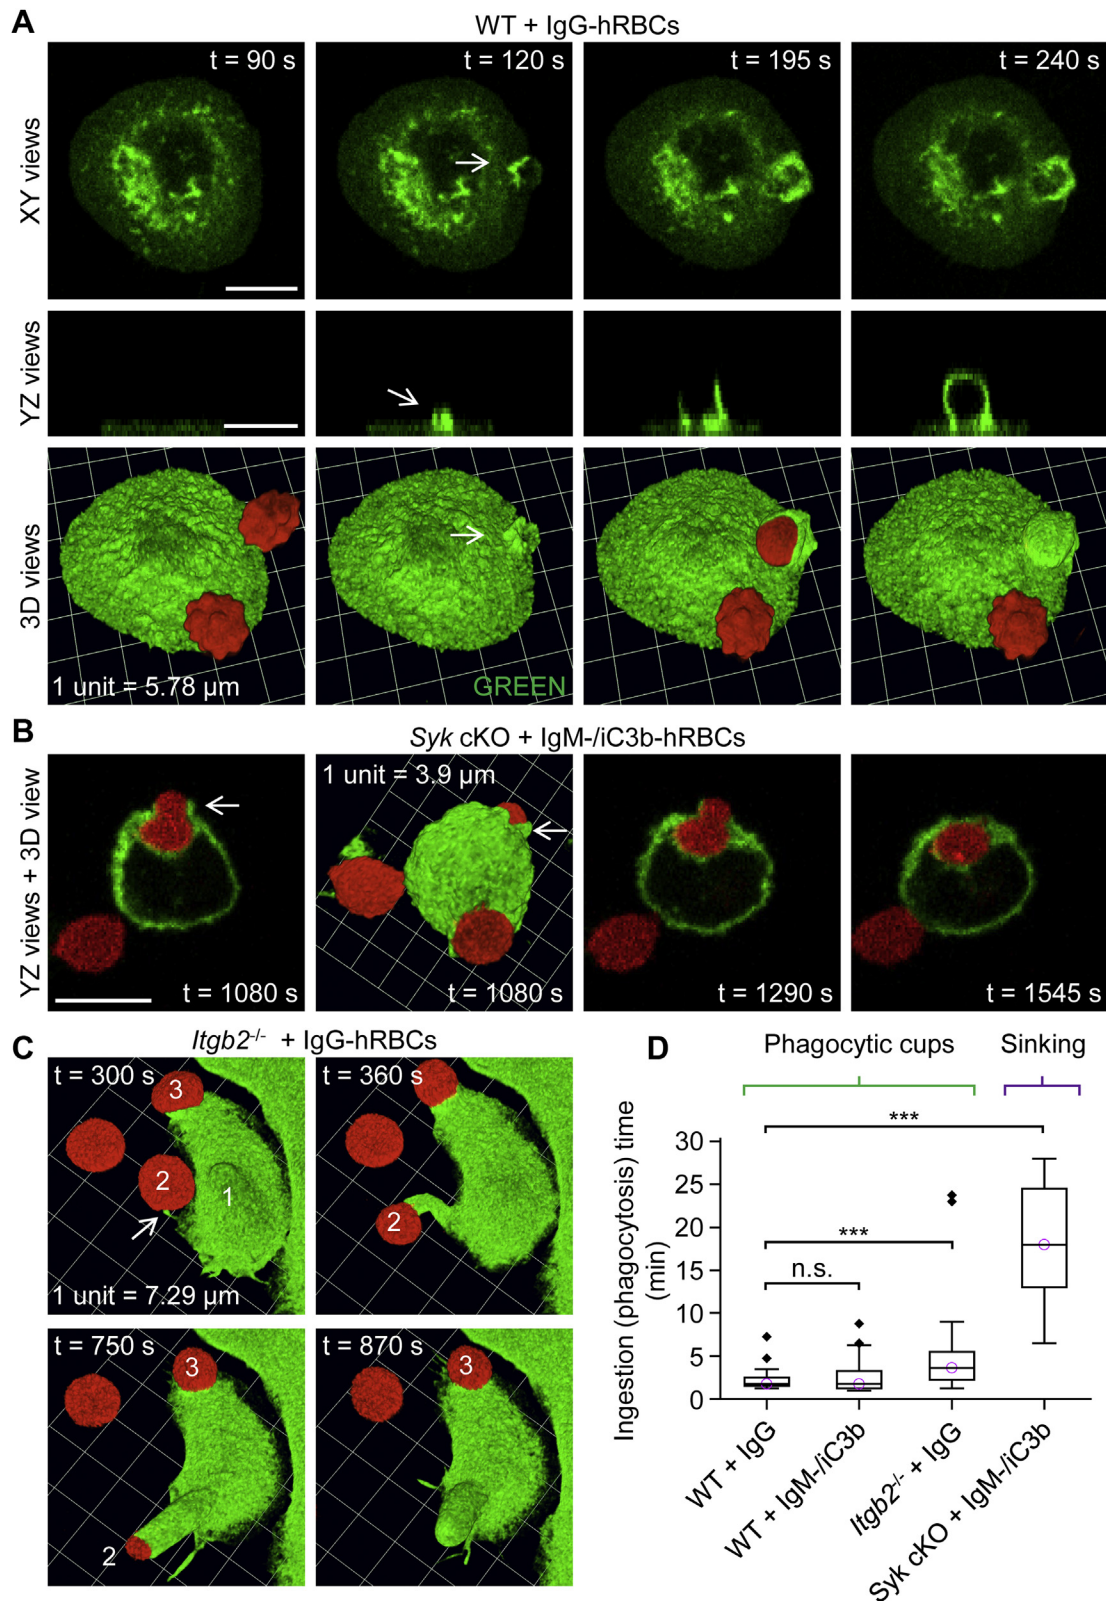 A
WT + IgG-hRBCs
XY views
t = 90 s
t = 120 s
t = 195 s
t = 240 s
YZ views
3D views
1 unit = 5.78 µm
GREEN
B
Syk cKO + IgM-/iC3b-hRBCs
YZ views + 3D view
1 unit = 3.9 µm
t = 1080 s
t = 1080 s
t = 1290 s
t = 1545 s
C
Itgb2-/- + IgG-hRBCs
t = 300 s
3
2
1
1 unit = 7.29 µm
t = 360 s
2
t = 750 s
3
2
t = 870 s
3
D
Phagocytic cups
Sinking
Ingestion (phagocytosis) time
(min)
30
25
20
15
10
5
0
***
***
n.s.
WT + IgG
WT + IgM-/iC3b
Itgb2-/- + IgG
Syk cKO + IgM-/iC3b